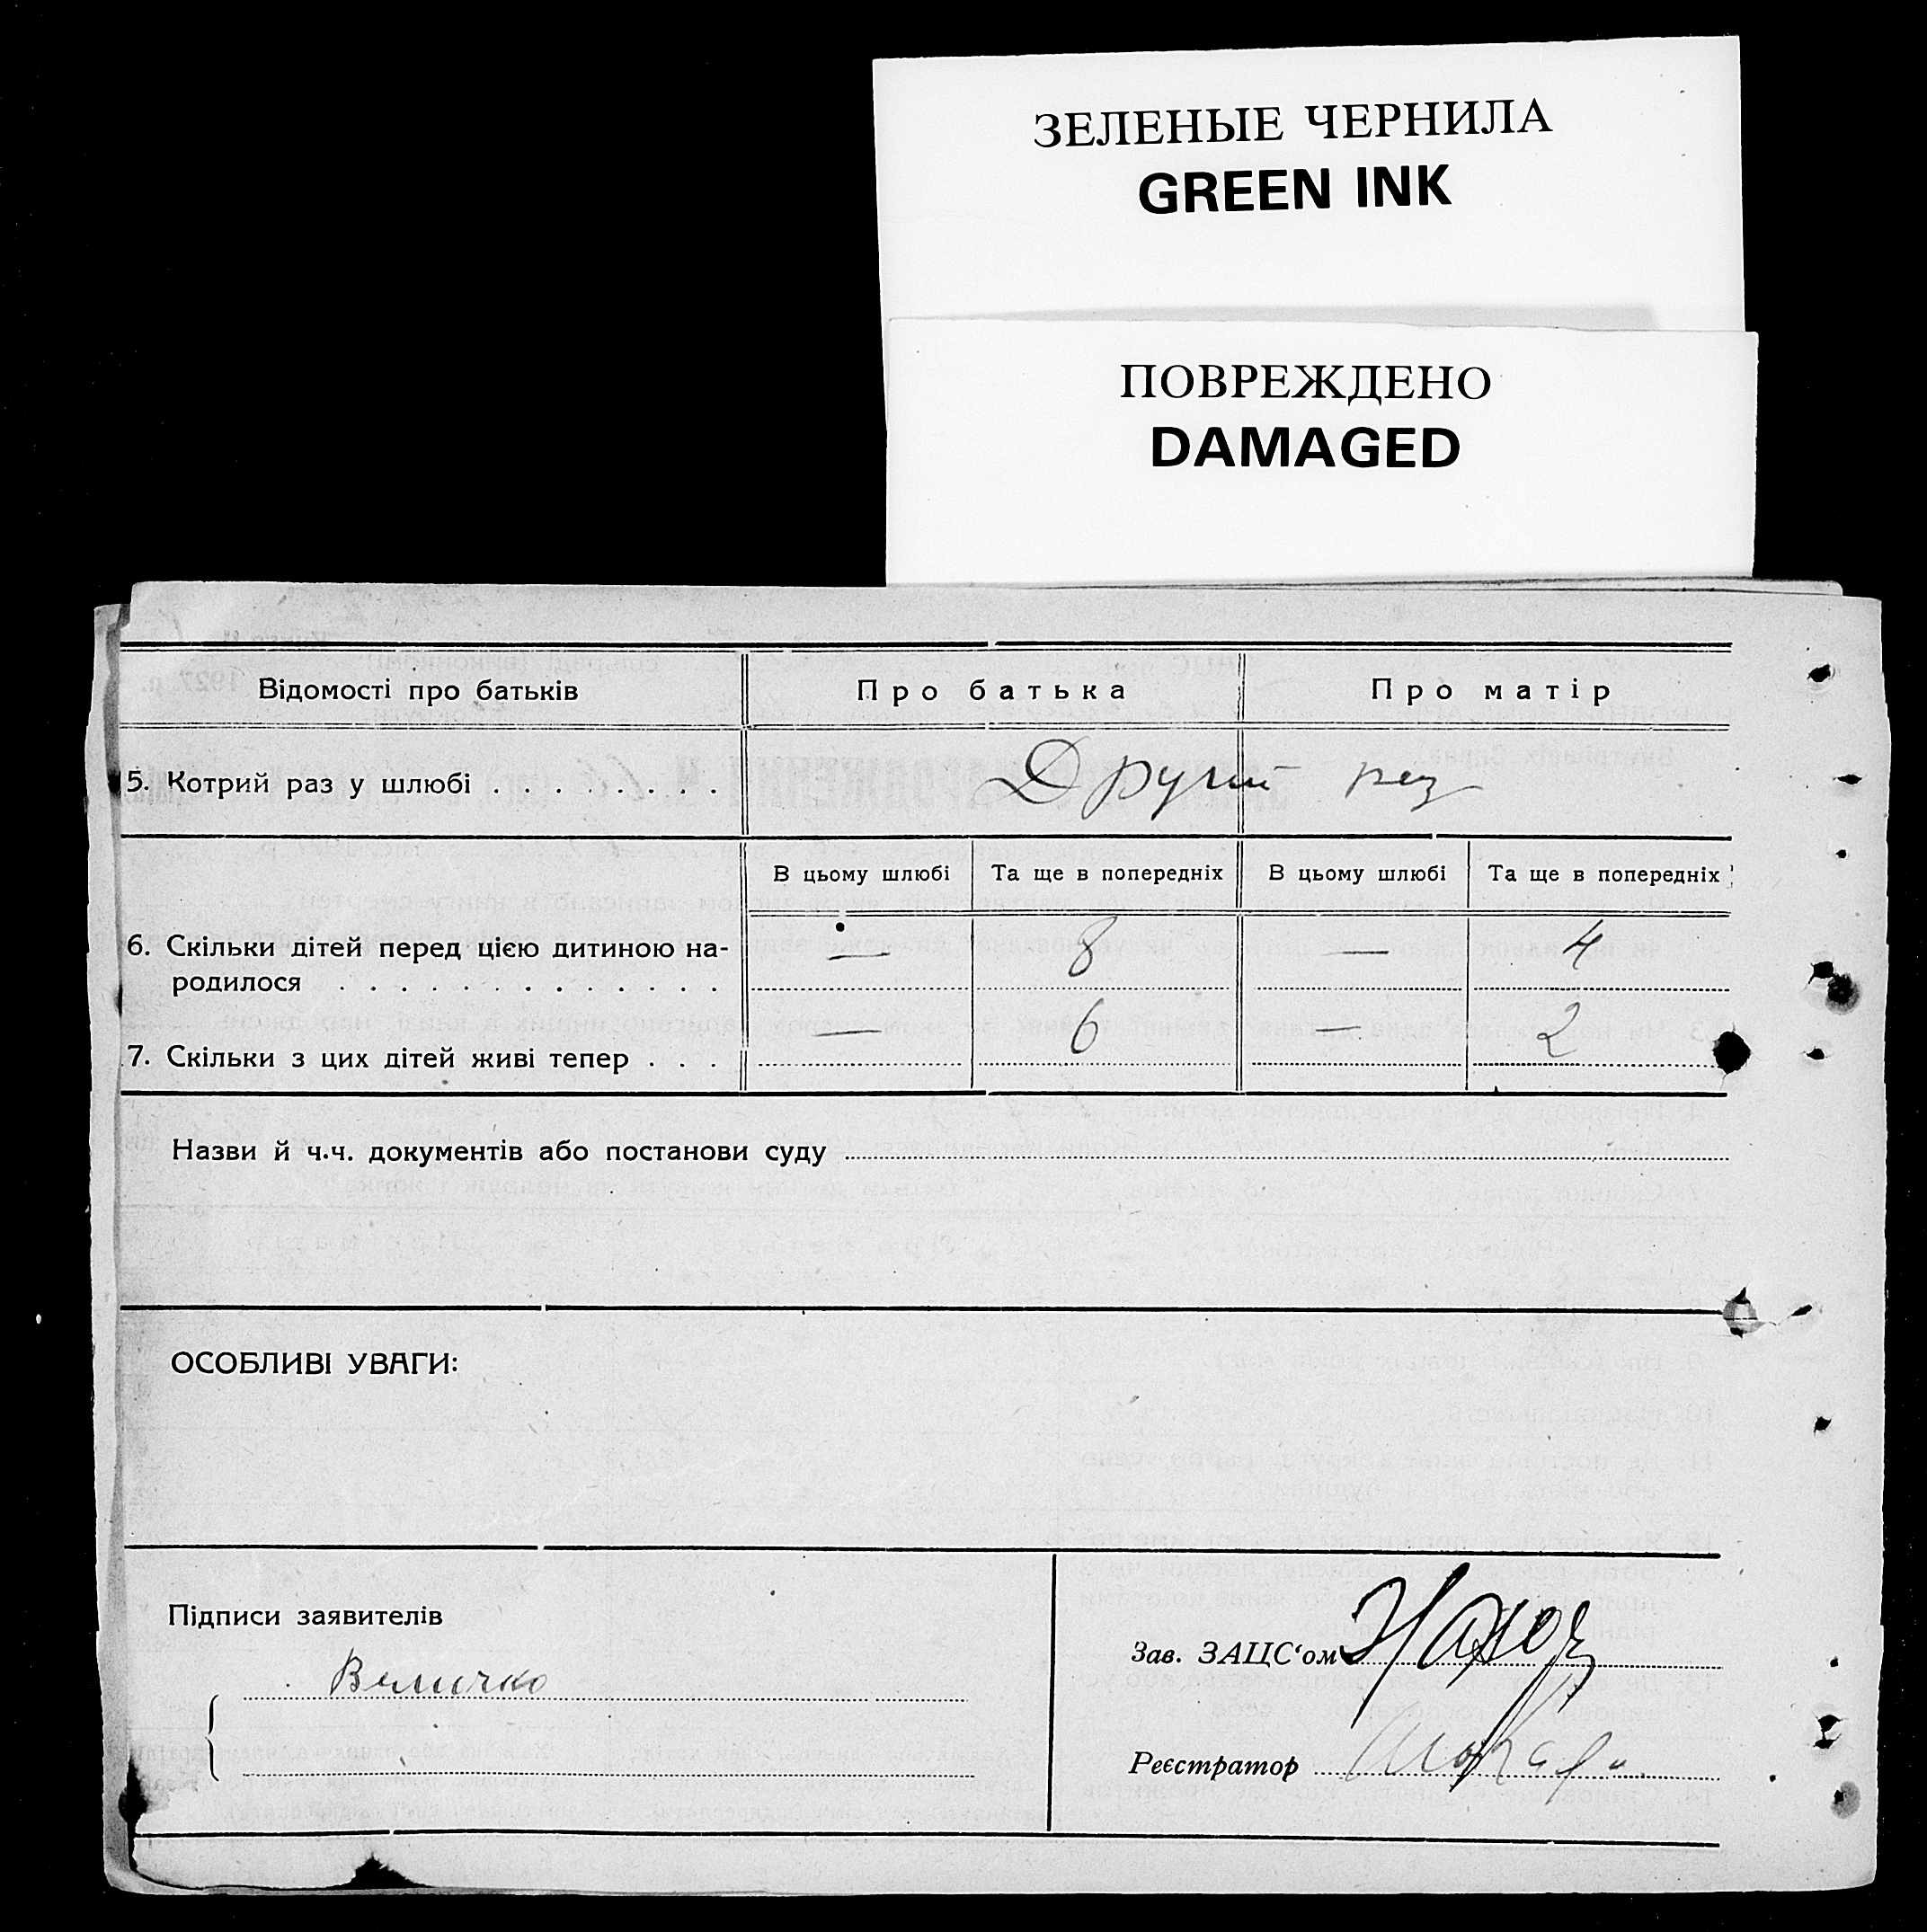 ЗЕЛЕНЫЕ ЧЕРНИЛА
GREEN INK
ПОВРЕЖДЕНО
DAMAGED
Відомості про батьків Про батька Про матір
5. Котрий раз у шлюбі . . . . . . . . Другий раз
В цьому шлюбі Та ще в попередніх В цьому шлюбі Та ще в попередніх
6. Скільки дітей перед цією дитиною на-
родилося . . . . . . . . . . . . . — 8 — 4
7. Скільки з цих дітей живі тепер . . . — 6 — 2
Назви й ч.ч. документів або постанови суду
ОСОБЛИВІ УВАГИ:
Підписи заявителів
Величко
Зав. ЗАЦС‘ом
Реєстратор